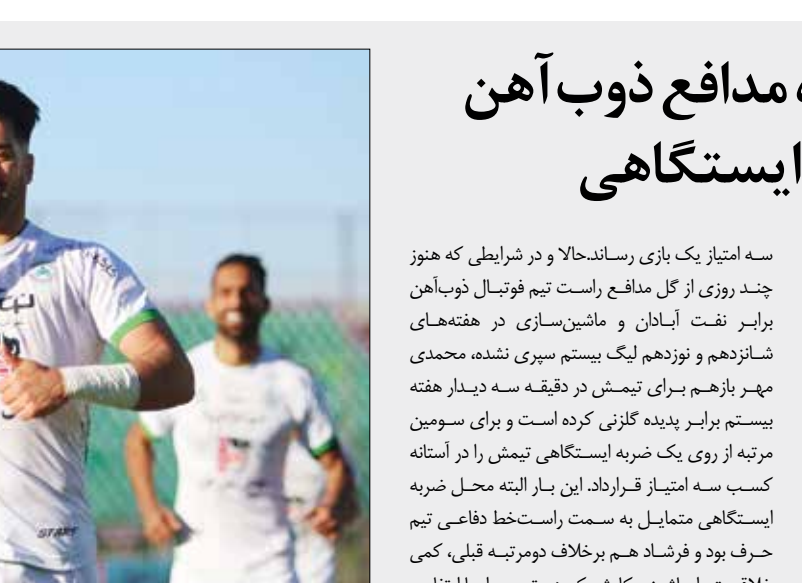 مدافع ذوب‌آهن
ایستگاهی
سه امتیاز یک بازی رساند.حالا و در شرایطی که هنوز
چند روزی از گل مدافع راست تیم فوتبال ذوب‌آهن
برابر نفت آبادان و ماشین‌سازی در هفته‌های
شانزدهم و نوزدهم لیگ بیستم سپری نشده، محمدی
مهر بازهم برای تیمش در دقیقه سه دیدار هفته
بیستم برابر پدیده گلزنی کرده است و برای سومین
مرتبه از روی یک ضربه ایستگاهی تیمش را در آستانه
کسب سه امتیاز قرارداد. این بار البته محل ضربه
ایستگاهی متمایل به سمت راست‌خط دفاعی تیم
حرف بود و فرشاد هم برخلاف دومرتبه قبلی، کمی
START